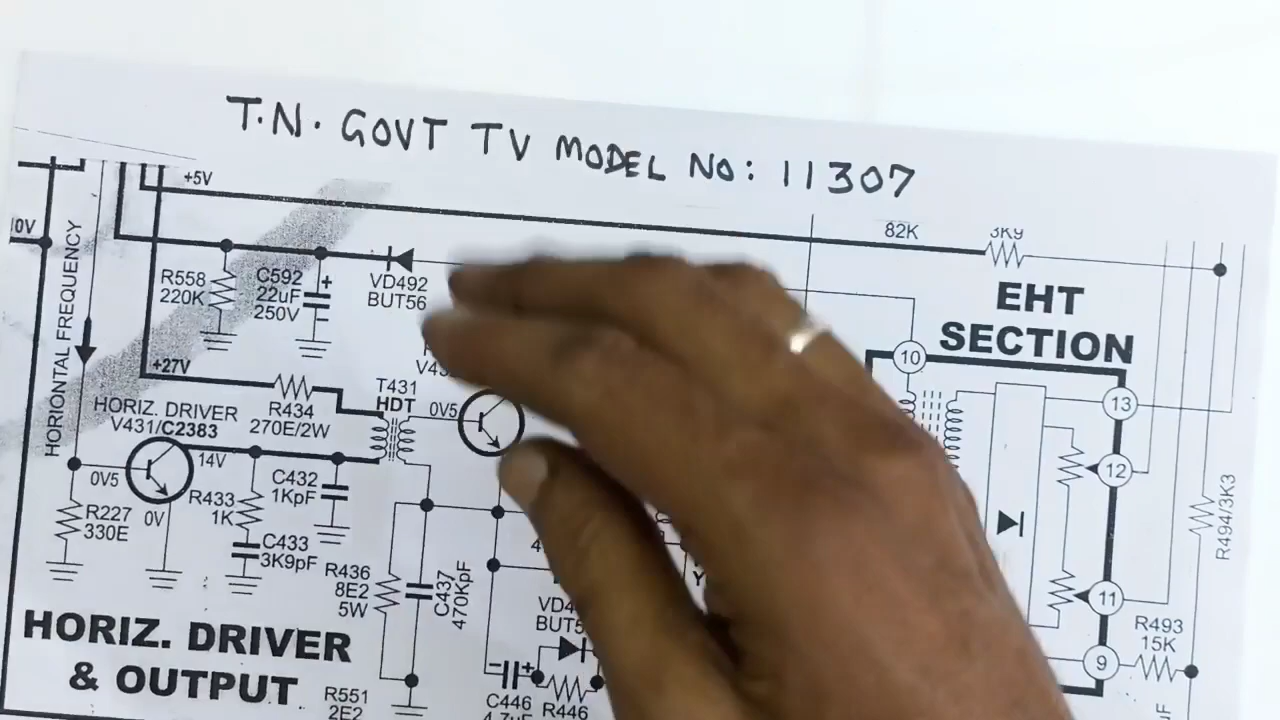 T.N. GOVT TV MODEL NO: 11307
+5V
82K
3K9
HORIONTAL FREQUENCY
R558
220K
C592
22uF
250V
VD492
BUT56
EHT
SECTION
10
13
12
11
9
+27V
HORIZ. DRIVER
V431/C2383
R434
270E/2W
T431
HDT
0V5
14V
0V5
0V
R433
1K
C432
1KpF
R227
330E
C433
3K9pF
R436
8E2
5W
C437
470KpF
R494/3K3
R493
15K
HORIZ. DRIVER
& OUTPUT
R551
2E2
C446
R446